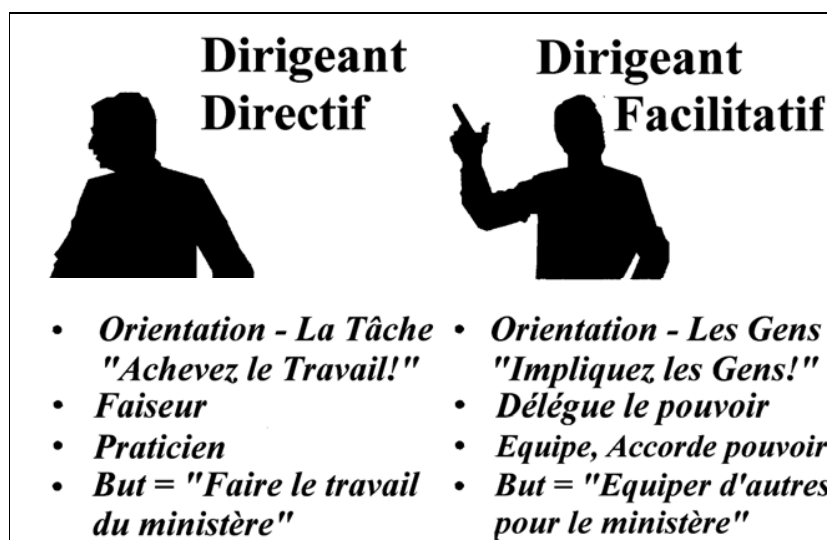 Dirigeant
Directif
• Orientation - La Tâche
"Achevez le Travail!"
• Faiseur
• Praticien
• But = "Faire le travail
du ministère"
Dirigeant
Facilitatif
• Orientation - Les Gens
"Impliquez les Gens!"
• Délégue le pouvoir
• Equipe, Accorde pouvoir
• But = "Equiper d'autres
pour le ministère"